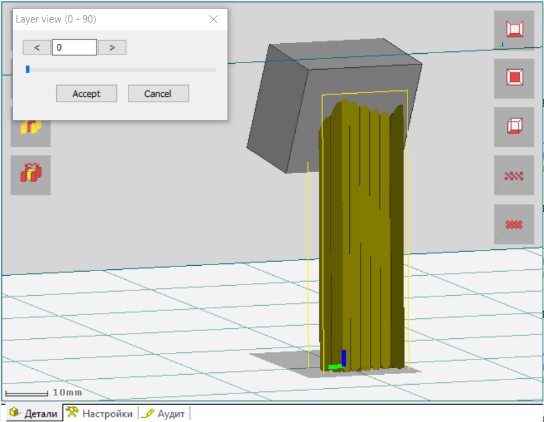 Layer view (0 - 90)
< 0 >
Accept Cancel
10mm
Детали Настройки Аудит